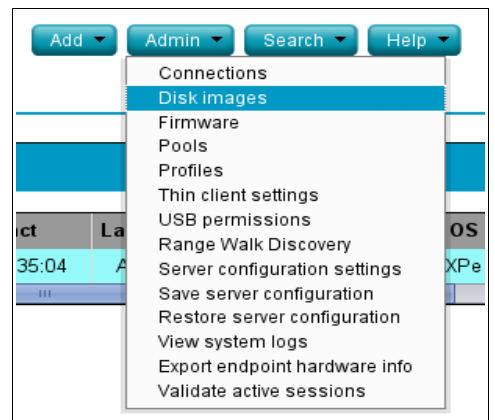 Add Admin Search Help
Connections
Disk images
Firmware
Pools
Profiles
Thin client settings
USB permissions
Range Walk Discovery
Server configuration settings
Save server configuration
Restore server configuration
View system logs
Export endpoint hardware info
Validate active sessions
act La OS
35:04 A XPe